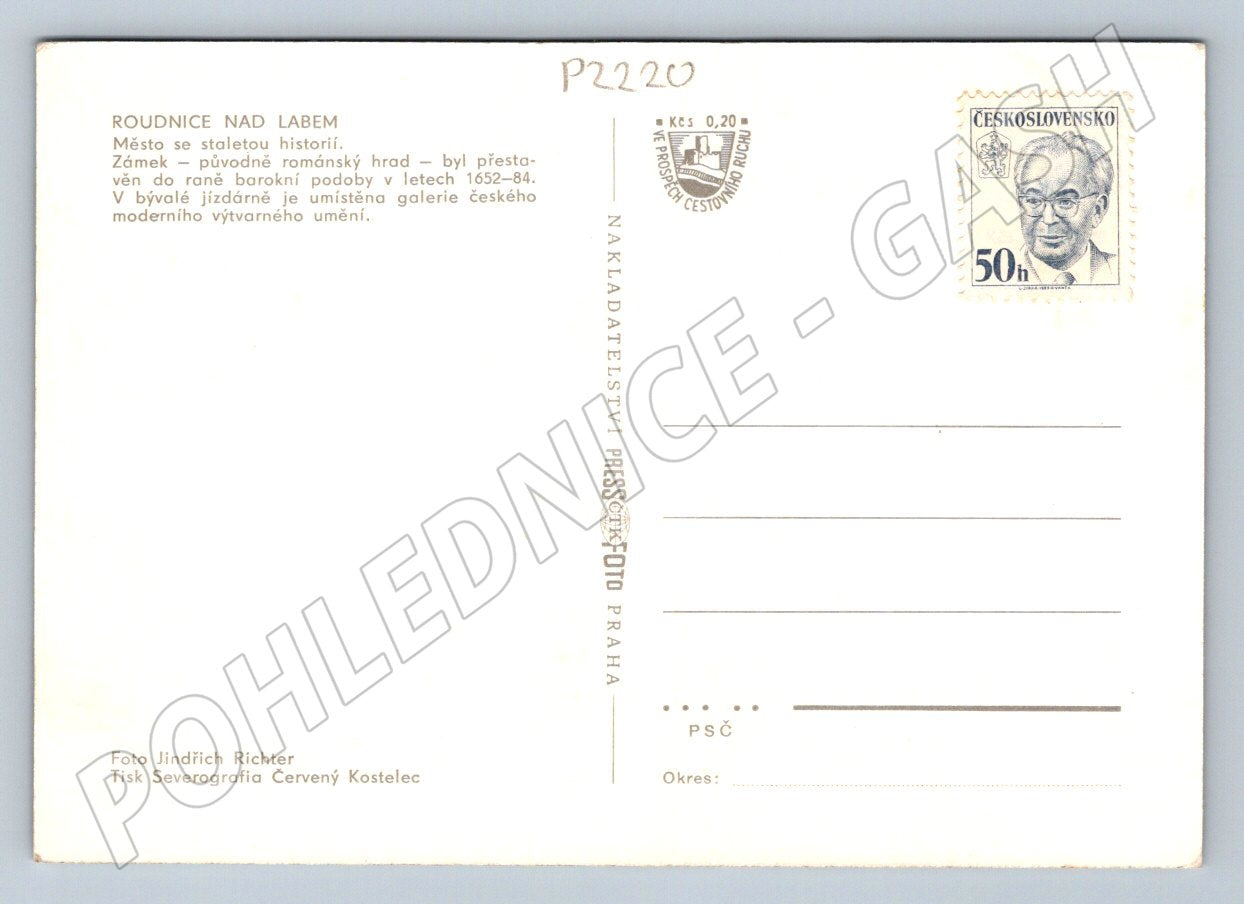 P2220
ROUDNICE NAD LABEM
Město se staletou historií.
Zámek – původně románský hrad – byl přesta-
věn do raně barokní podoby v letech 1652–84.
V bývalé jízdárně je umístěna galerie českého
moderního výtvarného umění.
Kčs 0,20
VE PROSPĚCH CESTOVNÍHO RUCHU
ČESKOSLOVENSKO
50h
NAKLADATELSTVÍ PRESSFOTO PRAHA
ČTK
PSČ
Okres:
Foto Jindřich Richter
Tisk Severografia Červený Kostelec
POHLEDNICE - GASH